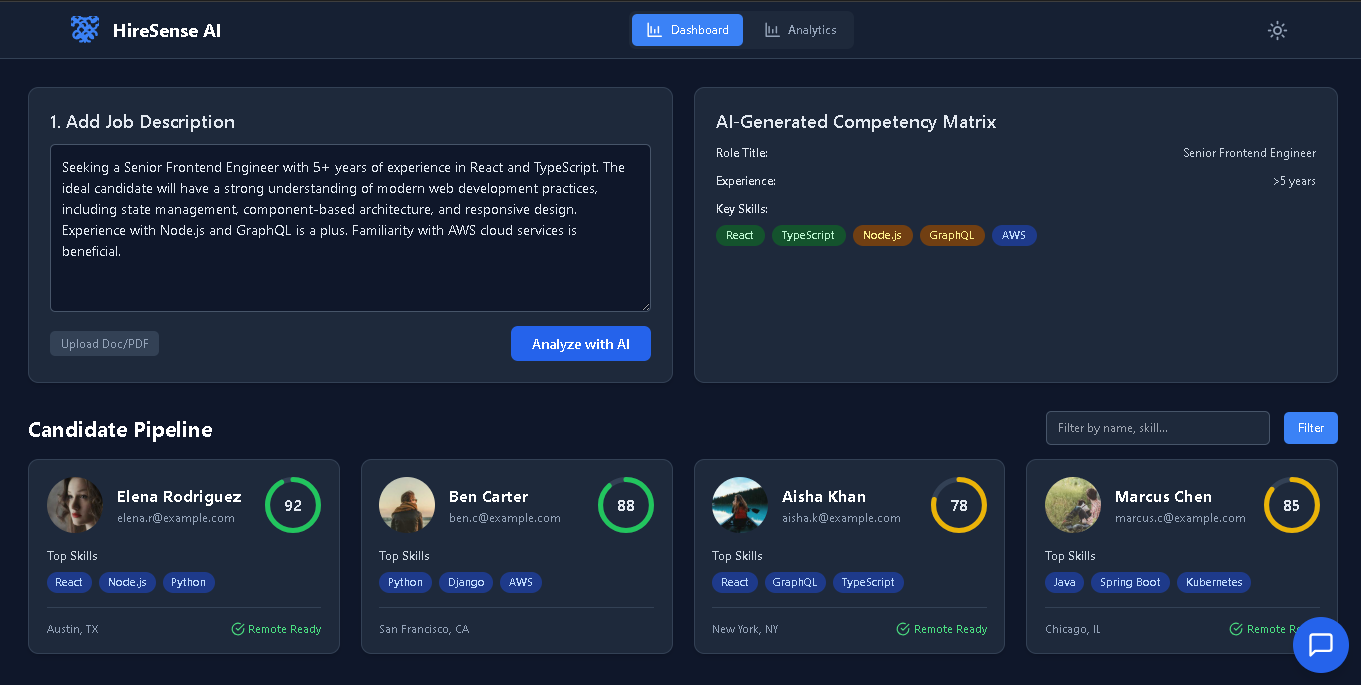 HireSense AI
Dashboard
Analytics
1. Add Job Description
Seeking a Senior Frontend Engineer with 5+ years of experience in React and TypeScript. The
ideal candidate will have a strong understanding of modern web development practices,
including state management, component-based architecture, and responsive design.
Experience with Node.js and GraphQL is a plus. Familiarity with AWS cloud services is
beneficial.
Upload Doc/PDF
Analyze with AI
AI-Generated Competency Matrix
Role Title: Senior Frontend Engineer
Experience: >5 years
Key Skills:
React TypeScript Node.js GraphQL AWS
Candidate Pipeline
Filter by name, skill...
Filter
Elena Rodriguez
elena.r@example.com
92
Top Skills
React Node.js Python
Austin, TX Remote Ready
Ben Carter
ben.c@example.com
88
Top Skills
Python Django AWS
San Francisco, CA
Aisha Khan
aisha.k@example.com
78
Top Skills
React GraphQL TypeScript
New York, NY Remote Ready
Marcus Chen
marcus.c@example.com
85
Top Skills
Java Spring Boot Kubernetes
Chicago, IL Remote